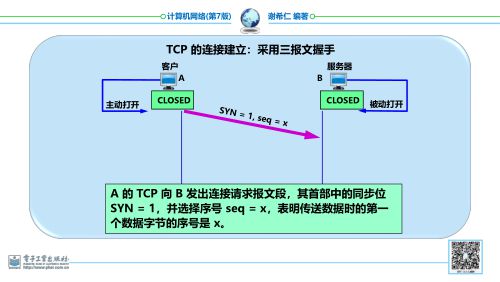 计算机网络(第7版) 谢希仁 编著
TCP 的连接建立：采用三报文握手
客户 服务器
A B
主动打开 CLOSED CLOSED 被动打开
SYN = 1, seq = x
A 的 TCP 向 B 发出连接请求报文段，其首部中的同步位
SYN = 1，并选择序号 seq = x，表明传送数据时的第一
个数据字节的序号是 x。
电子工业出版社
http://www.phei.com.cn